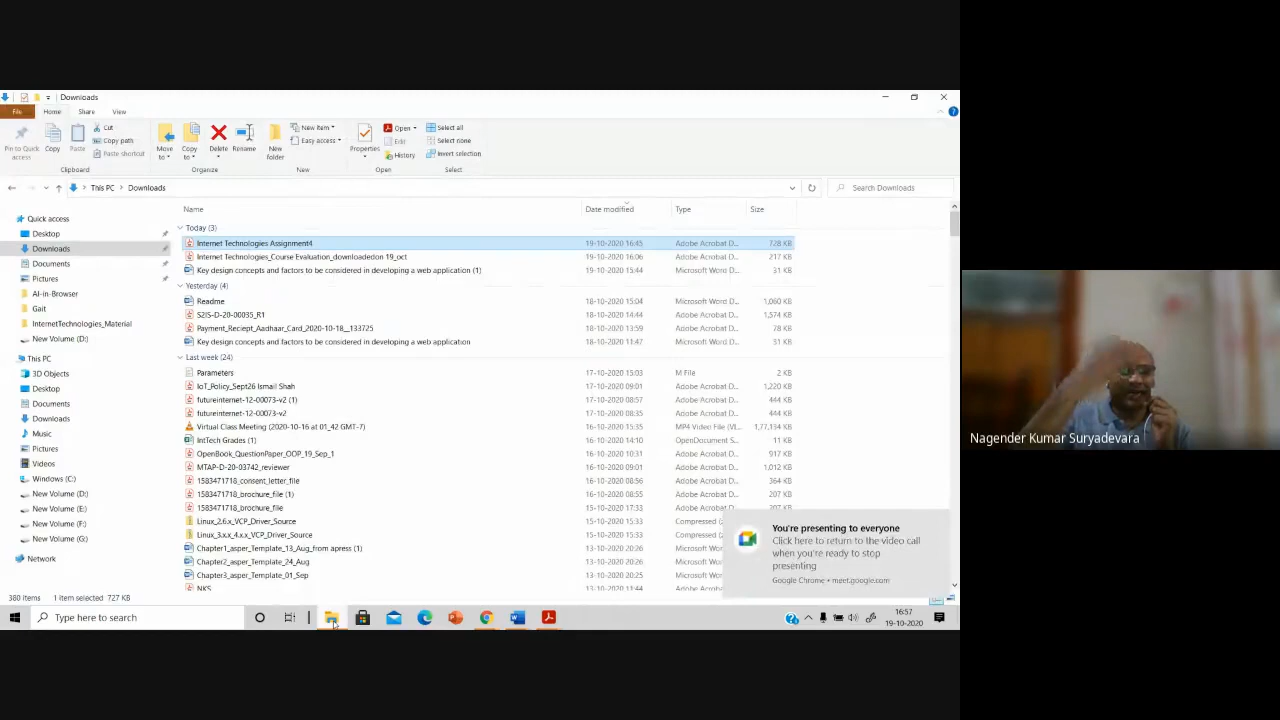 Downloads
File Home Share View
Pin to Quick access Copy Paste Cut Copy path Paste shortcut Move to Copy to Delete Rename New folder New item Easy access Properties Open Edit History Select all Select none Invert selection
Clipboard Organize New Open Select
This PC Downloads Search Downloads
Name Date modified Type Size
Quick access
Desktop
Downloads
Documents
Pictures
AI-in-Browser
Gait
InternetTechnologies_Material
New Volume (D:)
This PC
3D Objects
Desktop
Documents
Downloads
Music
Pictures
Videos
Windows (C:)
New Volume (D:)
New Volume (E:)
New Volume (F:)
New Volume (G:)
Network
Today (3)
Internet Technologies Assignment4 19-10-2020 16:45 Adobe Acrobat D... 728 KB
Internet Technologies_Course Evaluation_downloadedon 19_oct 19-10-2020 16:06 Adobe Acrobat D... 217 KB
Key design concepts and factors to be considered in developing a web application (1) 19-10-2020 15:44 Microsoft Word D... 31 KB
Yesterday (4)
Readme 18-10-2020 15:04 Microsoft Word D... 1,060 KB
S2IS-D-20-00035_R1 18-10-2020 14:44 Adobe Acrobat D... 1,574 KB
Payment_Reciept_Aadhaar_Card_2020-10-18__133725 18-10-2020 13:59 Adobe Acrobat D... 78 KB
Key design concepts and factors to be considered in developing a web application 18-10-2020 11:47 Microsoft Word D... 31 KB
Last week (24)
Parameters 17-10-2020 15:03 M File 2 KB
IoT_Policy_Sept26 Ismail Shah 17-10-2020 09:01 Adobe Acrobat D... 1,220 KB
futureinternet-12-00073-v2 (1) 17-10-2020 08:57 Adobe Acrobat D... 444 KB
futureinternet-12-00073-v2 17-10-2020 08:35 Adobe Acrobat D... 444 KB
Virtual Class Meeting (2020-10-16 at 01_42 GMT-7) 16-10-2020 15:35 MP4 Video File (VL... 1,77,134 KB
IntTech Grades (1) 16-10-2020 14:10 OpenDocument S... 11 KB
OpenBook_QuestionPaper_OOP_19_Sep_1 16-10-2020 10:31 Adobe Acrobat D... 917 KB
MTAP-D-20-03742_reviewer 16-10-2020 09:01 Adobe Acrobat D... 1,012 KB
1583471718_consent_letter_file 16-10-2020 08:56 Adobe Acrobat D... 364 KB
1583471718_brochure_file (1) 16-10-2020 08:55 Adobe Acrobat D... 207 KB
1583471718_brochure_file 13-10-2020 17:33 Adobe Acrobat D... 207 KB
Linux_2.6.x_VCP_Driver_Source 15-10-2020 15:33 Compressed
Linux_3.x.x_4.x.x_VCP_Driver_Source 15-10-2020 15:33 Compressed
Chapter1_asper_Template_13_Aug_from apress (1) 13-10-2020 20:26 Microsoft Wor
Chapter2_asper_Template_24_Aug 13-10-2020 20:26 Microsoft Wor
Chapter3_asper_Template_01_Sep 13-10-2020 20:25 Microsoft Wor
NKS 13-10-2020 11:44 Adobe Acrobat
You're presenting to everyone
Click here to return to the video call
when you're ready to stop
presenting
Google Chrome • meet.google.com
380 items 1 item selected 727 KB
Type here to search
16:57
19-10-2020
Nagender Kumar Suryadevara